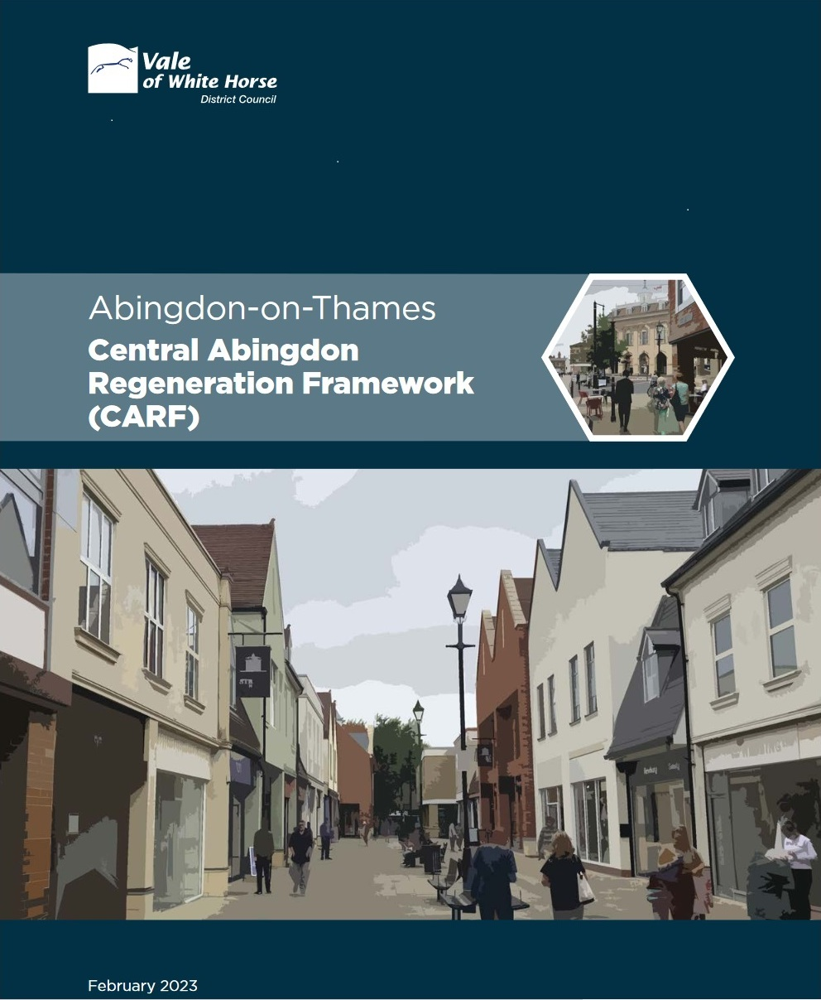 Vale
of White Horse
District Council
Abingdon-on-Thames
Central Abingdon
Regeneration Framework
(CARF)
February 2023